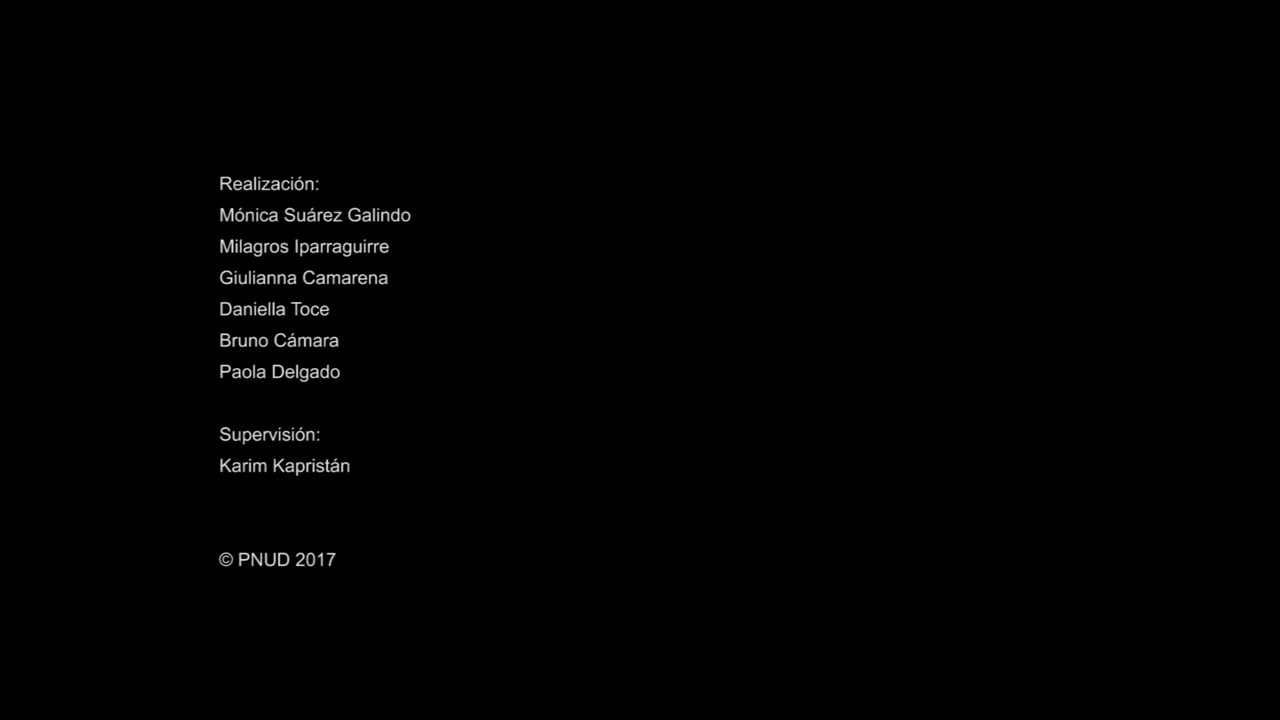 Realización:
Mónica Suárez Galindo
Milagros Iparraguirre
Giulianna Camarena
Daniella Toce
Bruno Cámara
Paola Delgado
Supervisión:
Karim Kapristán
© PNUD 2017